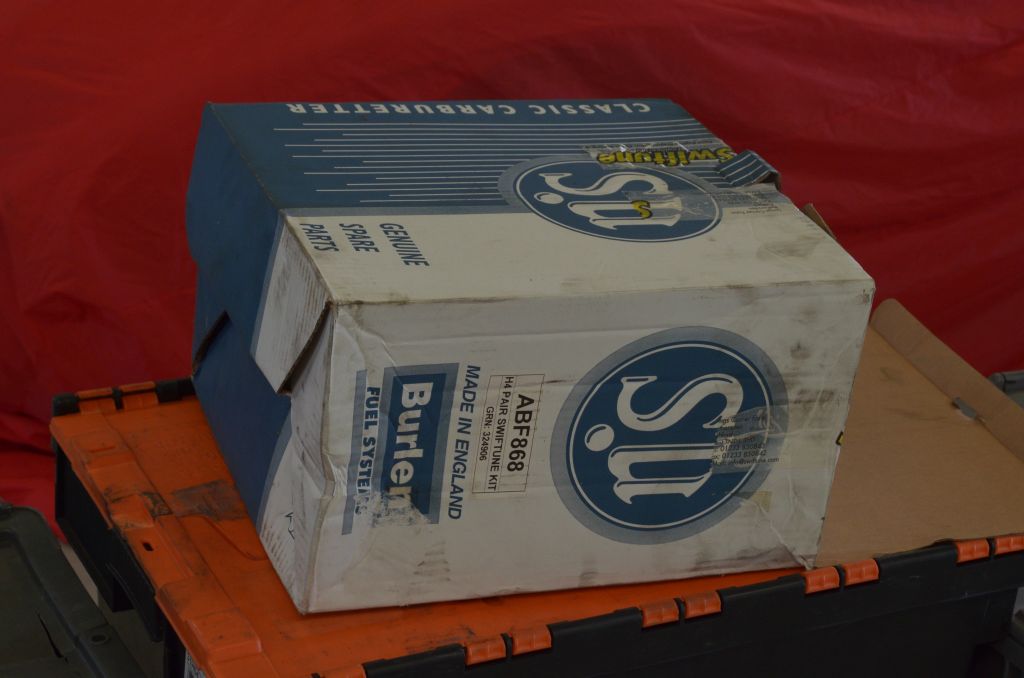 CLASSIC CARBURETTER
Swiftune
SU
S
GENUINE
SPARE
PARTS
SU
ABF868
H4 PAIR SWIFTUNE KIT
GRN: 324906
MADE IN ENGLAND
Burlen
FUEL SYSTEMS